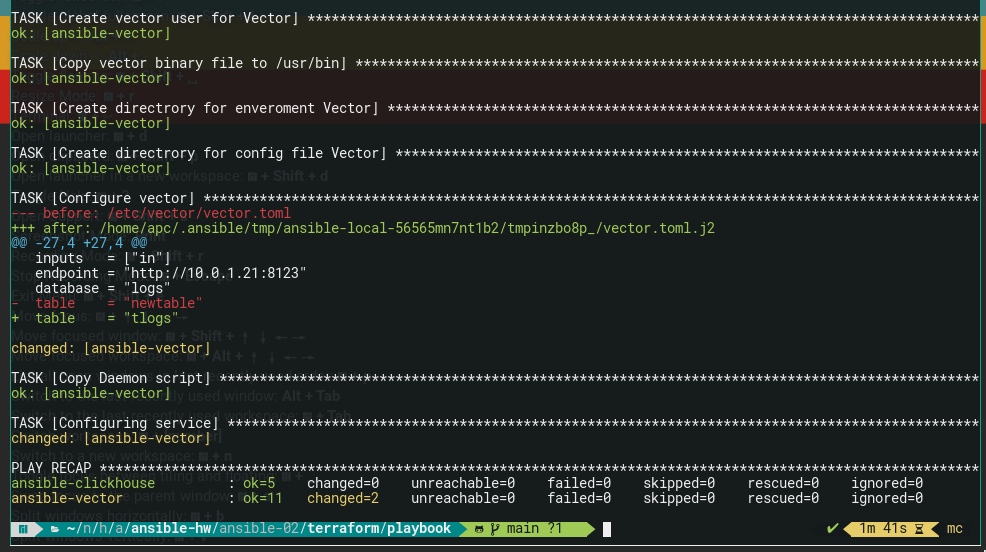 TASK [Create vector user for Vector] ************************************************************************************
ok: [ansible-vector]
TASK [Copy vector binary file to /usr/bin] ******************************************************************************
ok: [ansible-vector]
TASK [Create directrory for enveroment Vector] **************************************************************************
ok: [ansible-vector]
TASK [Create directory for config file Vector] *************************************************************************
ok: [ansible-vector]
TASK [Configure vector] *************************************************************************************************
--- before: /etc/vector/vector.toml
+++ after: /home/apc/.ansible/tmp/ansible-local-56565mn7nt1b2/tmpinzbo8p_/vector.toml.j2
@@ -27,4 +27,4 @@
   inputs   = ["in"]
   endpoint = "http://10.0.1.21:8123"
   database = "logs"
-  table    = "newtable"
+  table    = "tlogs"
changed: [ansible-vector]
TASK [Copy Daemon script] ***********************************************************************************************
ok: [ansible-vector]
TASK [Configuring service] **********************************************************************************************
changed: [ansible-vector]
PLAY RECAP **************************************************************************************************************
ansible-clickhouse         : ok=5    changed=0    unreachable=0    failed=0    skipped=0    rescued=0    ignored=0
ansible-vector             : ok=11   changed=2    unreachable=0    failed=0    skipped=0    rescued=0    ignored=0
~/n/h/a/ansible-hw/ansible-02/terraform/playbook main ?1 ✔ 1m 41s mc